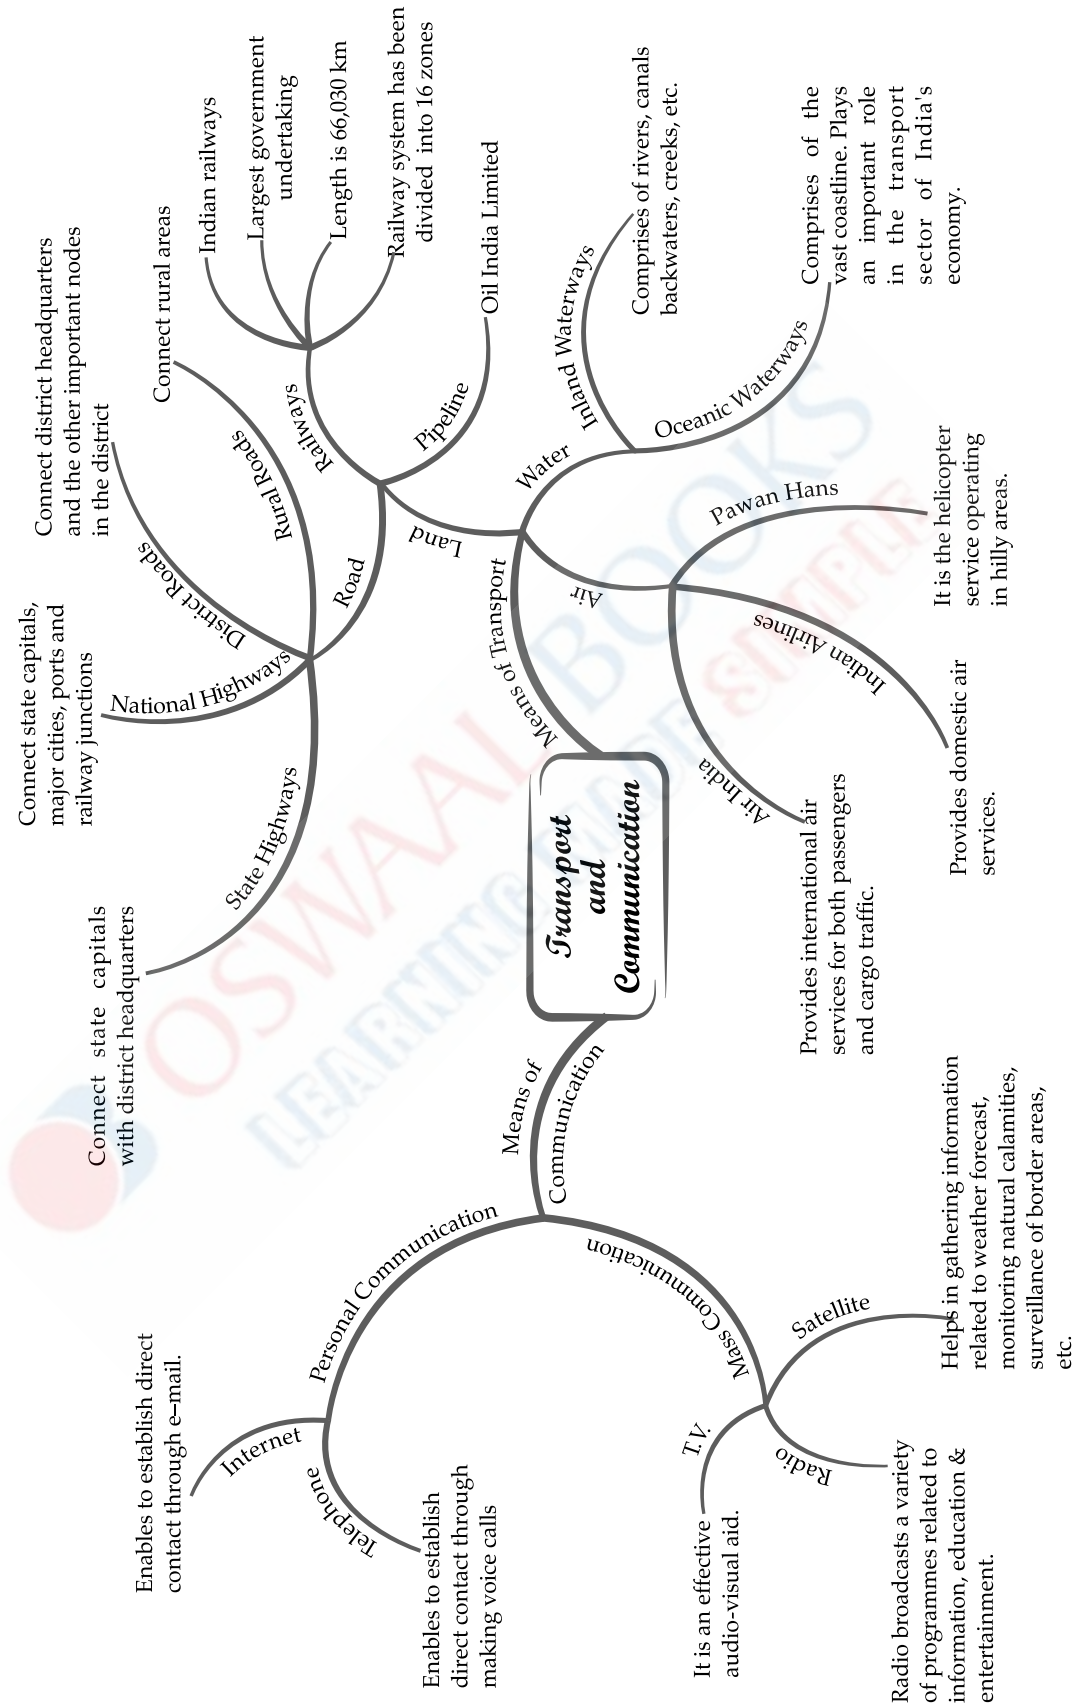 Transport
and
Communication
Means of Transport
Land
Road
State Highways
Connect state capitals
with district headquarters
National Highways
Connect state capitals,
major cities, ports and
railway junctions
District Roads
Connect district headquarters
and the other important nodes
in the district
Rural Roads
Connect rural areas
Railways
Indian railways
Largest government
undertaking
Length is 66,030 km
Railway system has been
divided into 16 zones
Pipeline
Oil India Limited
Water
Inland Waterways
Comprises of rivers, canals
backwaters, creeks, etc.
Oceanic Waterways
Comprises of the
vast coastline. Plays
an important role
in the transport
sector of India's
economy.
Air
Pawan Hans
It is the helicopter
service operating
in hilly areas.
Indian Airlines
Provides domestic air
services.
Air India
Provides international air
services for both passengers
and cargo traffic.
Means of
Communication
Personal Communication
Internet
Enables to establish direct
contact through e–mail.
Telephone
Enables to establish
direct contact through
making voice calls
Mass Communication
T.V.
It is an effective
audio-visual aid.
Radio
Radio broadcasts a variety
of programmes related to
information, education &
entertainment.
Satellite
Helps in gathering information
related to weather forecast,
monitoring natural calamities,
surveillance of border areas,
etc.
OSWAAL BOOKS
LEARNING MADE SIMPLE